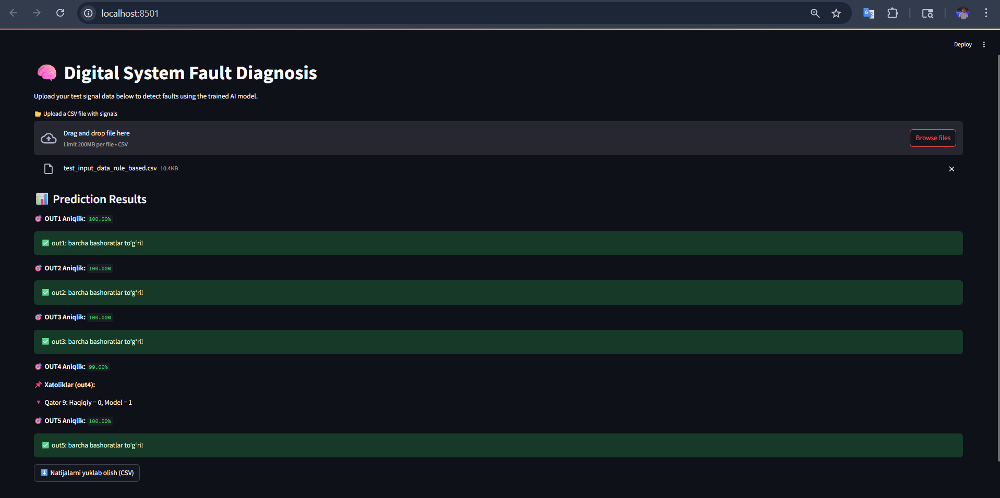 localhost:8501
Deploy
Digital System Fault Diagnosis
Upload your test signal data below to detect faults using the trained AI model.
Upload a CSV file with signals
Drag and drop file here
Limit 200MB per file • CSV
Browse files
test_input_data_rule_based.csv 10.4KB
Prediction Results
OUT1 Aniqlik: 100.00%
out1: barcha bashoratlar to‘g‘ri!
OUT2 Aniqlik: 100.00%
out2: barcha bashoratlar to‘g‘ri!
OUT3 Aniqlik: 100.00%
out3: barcha bashoratlar to‘g‘ri!
OUT4 Aniqlik: 99.00%
Xatoliklar (out4):
Qator 9: Haqiqiy = 0, Model = 1
OUT5 Aniqlik: 100.00%
out5: barcha bashoratlar to‘g‘ri!
Natijalarni yuklab olish (CSV)